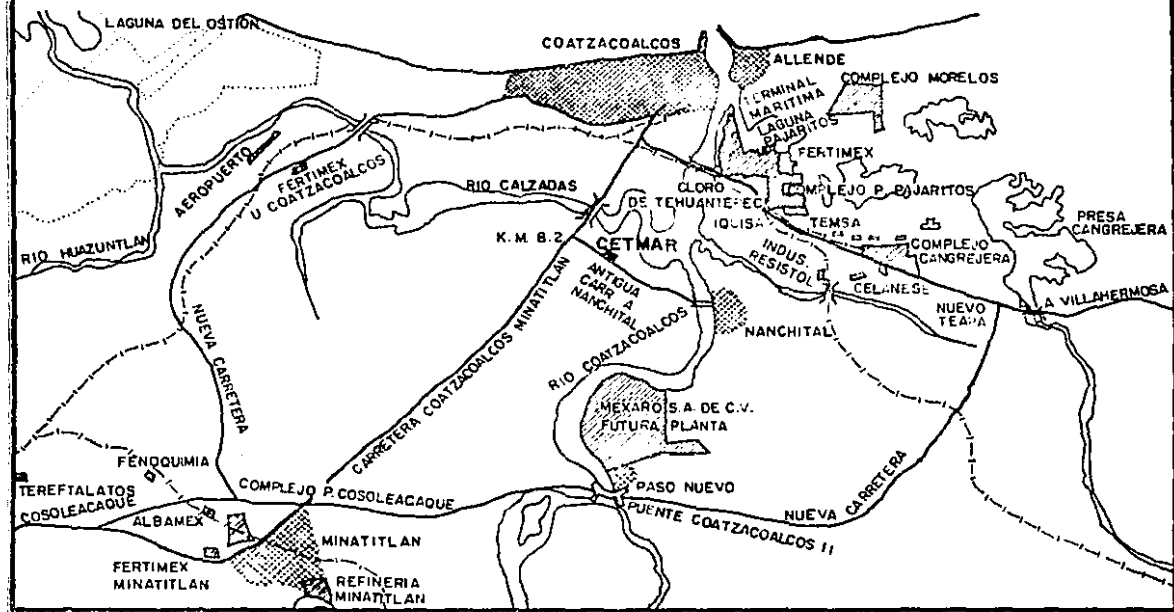 LAGUNA DEL OSTION
COATZACOALCOS
ALLENDE
COMPLEJO MORELOS
TERMINAL
MARITIMA
LAGUNA
PAJARITOS
FERTIMEX
AEROPUERTO
FERTIMEX
U COATZACOALCOS
RIO CALZADAS
CLORO
DE TEHUANTEPEC
COMPLEJO P. PAJARITOS
IQUISA
TEMSA
PRESA
CANGREJERA
RIO HUAZUNTLAN
K.M. 8.2
CETMAR
INDUS.
RESISTOL
COMPLEJO
CANGREJERA
CELANESE
ANTIGUA
CARR A
NANCHITAL
NUEVO
TEAPA
A VILLAHERMOSA
NANCHITAL
NUEVA CARRETERA
CARRETERA COATZACOALCOS MINATITLAN
RIO COATZACOALCOS
MEXARO S.A. DE C.V.
FUTURA PLANTA
FENOQUIMIA
TEREFTALATOS
COSOLEACAQUE
COMPLEJO P. COSOLEACAQUE
PASO NUEVO
PUENTE COATZACOALCOS II
NUEVA CARRETERA
ALBAMEX
MINATITLAN
FERTIMEX
MINATITLAN
REFINERIA
MINATITLAN